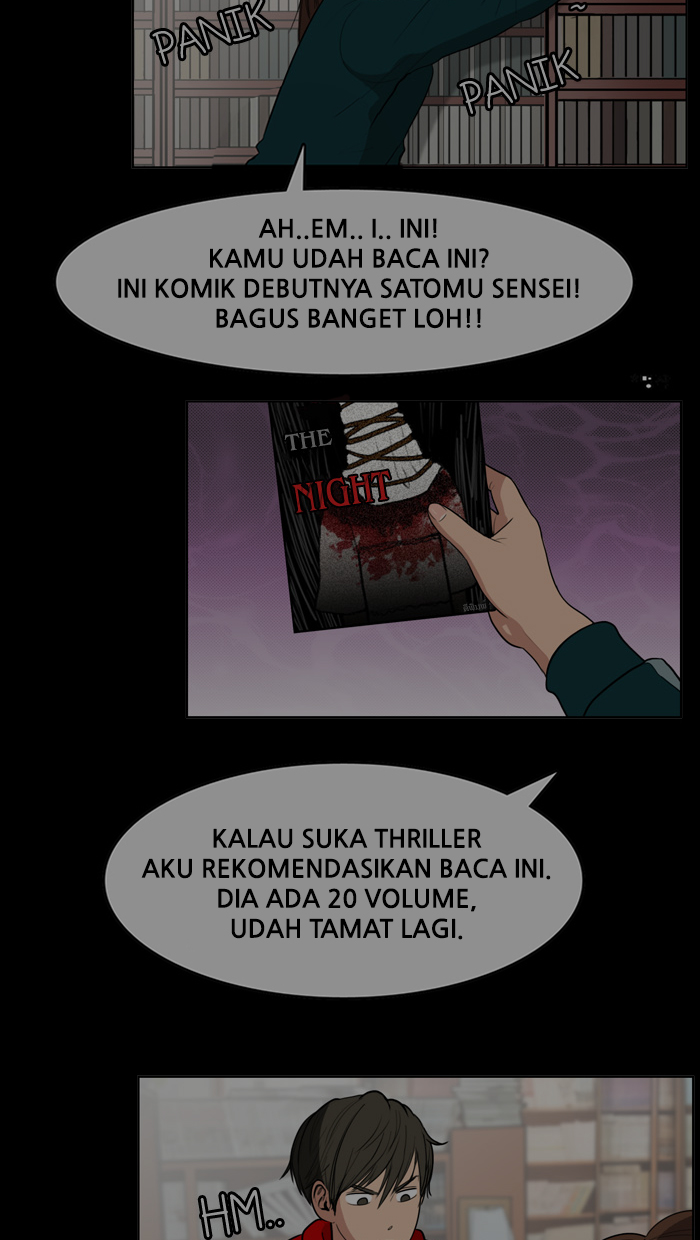 PANIK
PANIK
AH..EM.. I.. INI!
KAMU UDAH BACA INI?
INI KOMIK DEBUTNYA SATOMU SENSEI!
BAGUS BANGET LOH!!
THE
NIGHT
KALAU SUKA THRILLER
AKU REKOMENDASIKAN BACA INI.
DIA ADA 20 VOLUME,
UDAH TAMAT LAGI.
HM..